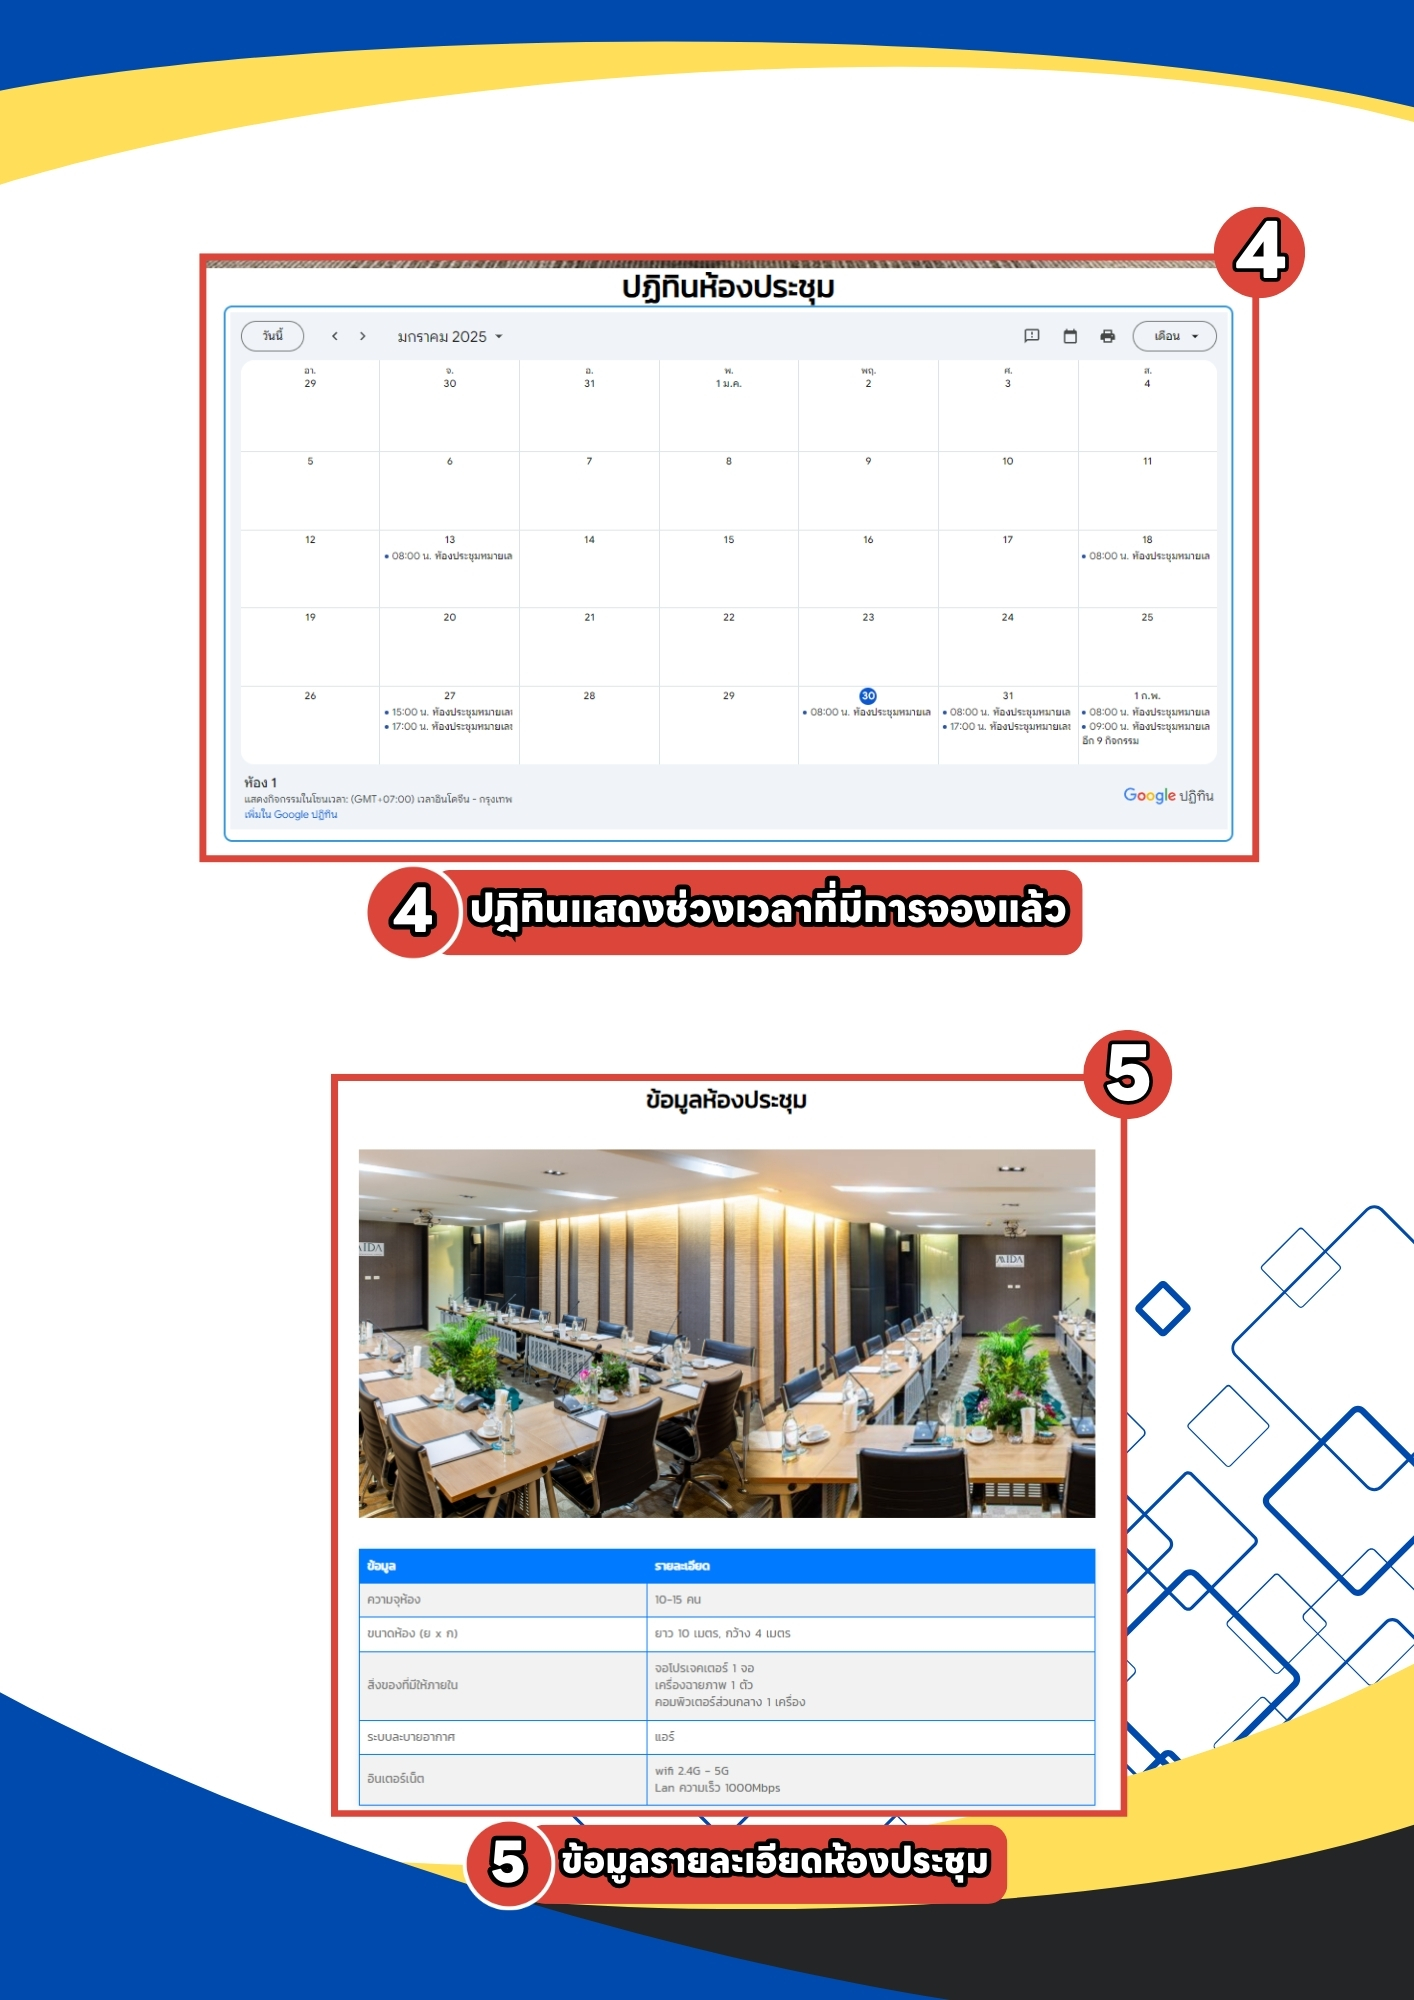 4
ปฏิทินห้องประชุม
วันนี้ มกราคม 2025 เดือน
อา. จ. อ. พ. พฤ. ศ. ส.
29 30 31 1 ม.ค. 2 3 4
5 6 7 8 9 10 11
12 13 14 15 16 17 18
08:00 น. ห้องประชุมหมายเล 08:00 น. ห้องประชุมหมายเล
19 20 21 22 23 24 25
26 27 28 29 30 31 1 ก.พ.
15:00 น. ห้องประชุมหมายเล 08:00 น. ห้องประชุมหมายเล 08:00 น. ห้องประชุมหมายเล 08:00 น. ห้องประชุมหมายเล
17:00 น. ห้องประชุมหมายเล 17:00 น. ห้องประชุมหมายเล 09:00 น. ห้องประชุมหมายเล
อีก 9 กิจกรรม
ห้อง 1
แสดงกิจกรรมในโซนเวลา: (GMT+07:00) เวลาอินโดจีน - กรุงเทพ
เพิ่มใน Google ปฏิทิน
Google ปฏิทิน
4 ปฏิทินแสดงช่วงเวลาที่มีการจองแล้ว
5
ข้อมูลห้องประชุม
ข้อมูล รายละเอียด
ความจุห้อง 10-15 คน
ขนาดห้อง (ย x ก) ยาว 10 เมตร, กว้าง 4 เมตร
สิ่งของที่มีให้ภายใน จอโปรเจคเตอร์ 1 จอ
เครื่องฉายภาพ 1 ตัว
คอมพิวเตอร์ส่วนกลาง 1 เครื่อง
ระบบละบายอากาศ แอร์
อินเตอร์เน็ต wifi 2.4G - 5G
Lan ความเร็ว 1000Mbps
5 ข้อมูลรายละเอียดห้องประชุม